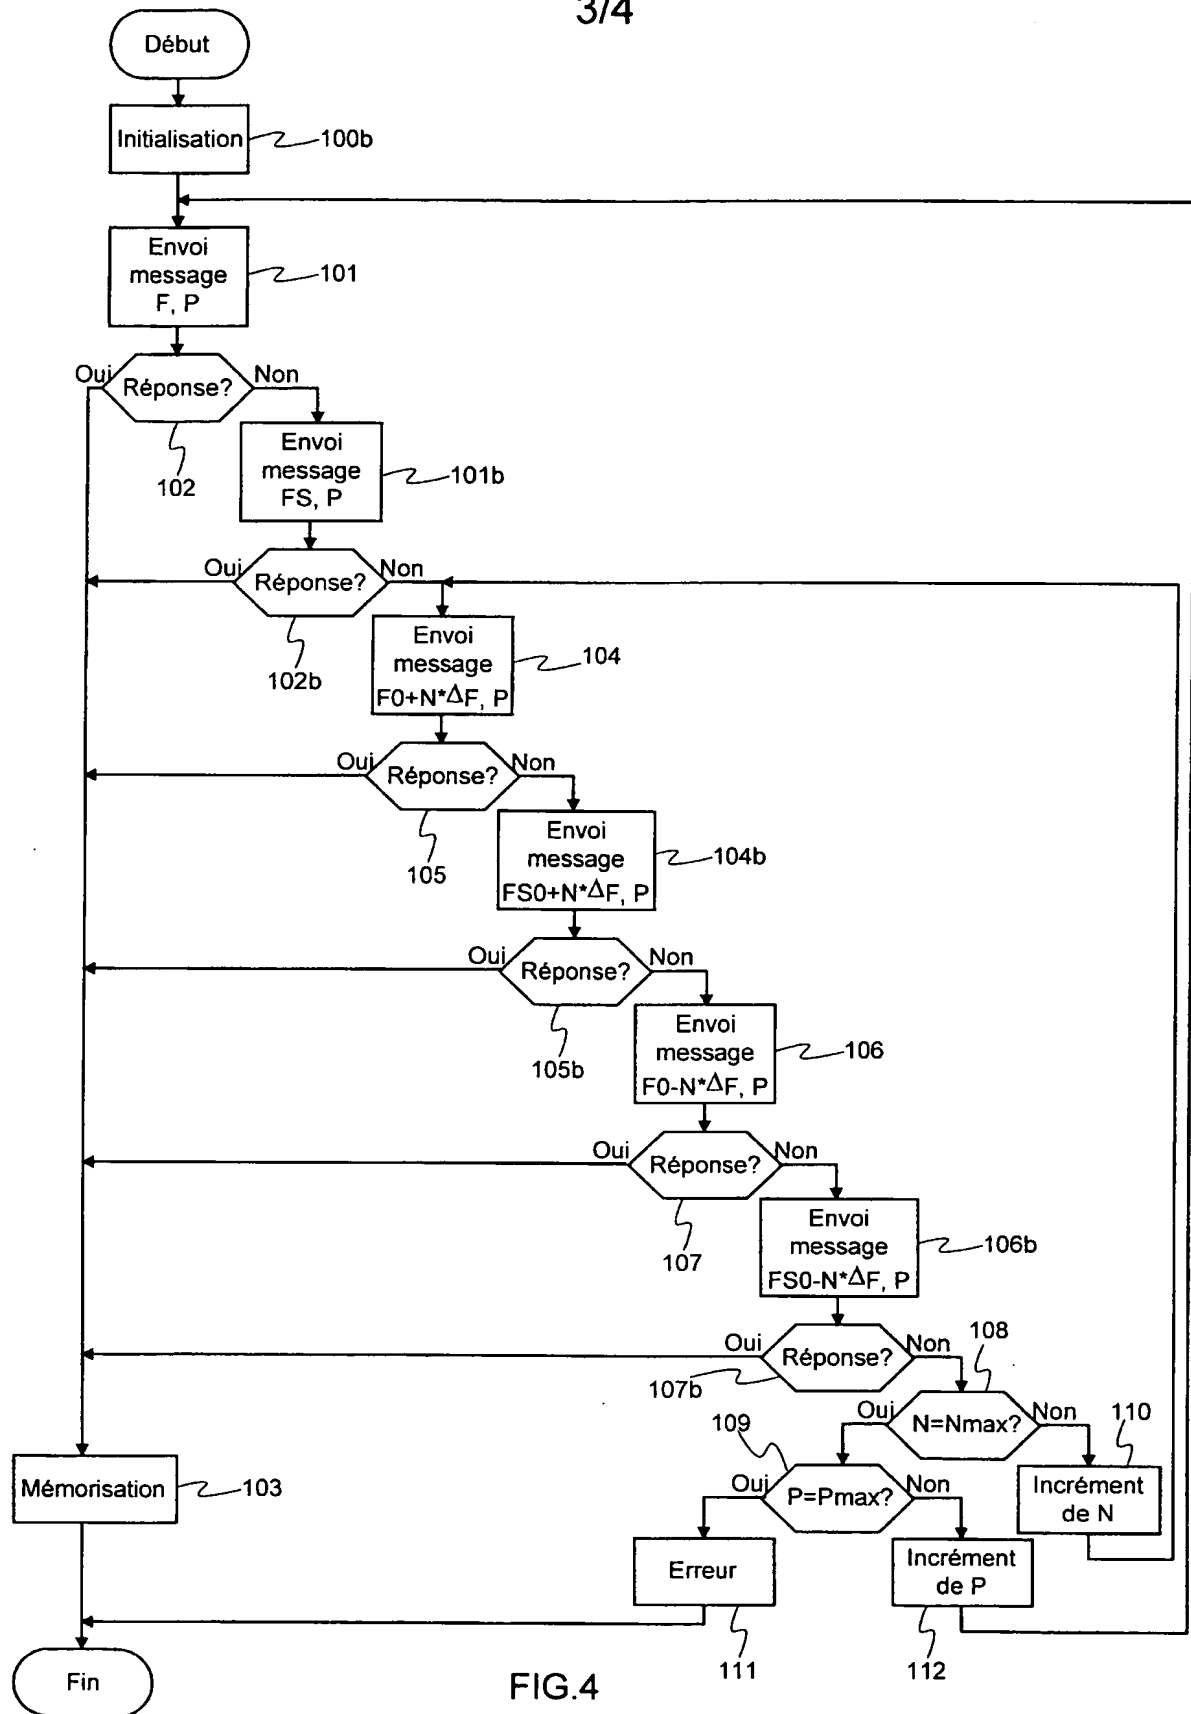 3/4
Début
Initialisation
100b
Envoi
message
F, P
101
Oui
Réponse?
Non
102
Envoi
message
FS, P
101b
Oui
Réponse?
Non
102b
Envoi
message
F0+N*ΔF, P
104
Oui
Réponse?
Non
105
Envoi
message
FS0+N*ΔF, P
104b
Oui
Réponse?
Non
105b
Envoi
message
F0-N*ΔF, P
106
Oui
Réponse?
Non
107
Envoi
message
FS0-N*ΔF, P
106b
Oui
Réponse?
Non
107b
108
Oui
N=Nmax?
Non
109
110
Oui
P=Pmax?
Non
Incrément
de N
Mémorisation
103
Erreur
111
Incrément
de P
112
Fin
FIG.4